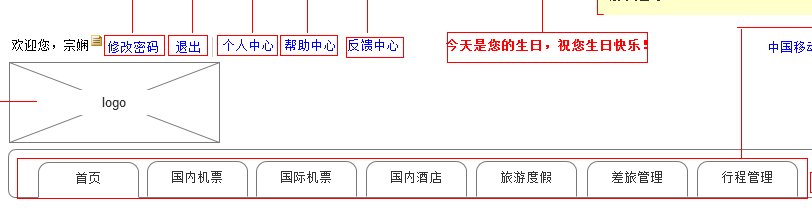 欢迎您，宗娴 修改密码 退出 个人中心 帮助中心 反馈中心 今天是您的生日，祝您生日快乐！ 中国移动
logo
首页 国内机票 国际机票 国内酒店 旅游度假 差旅管理 行程管理